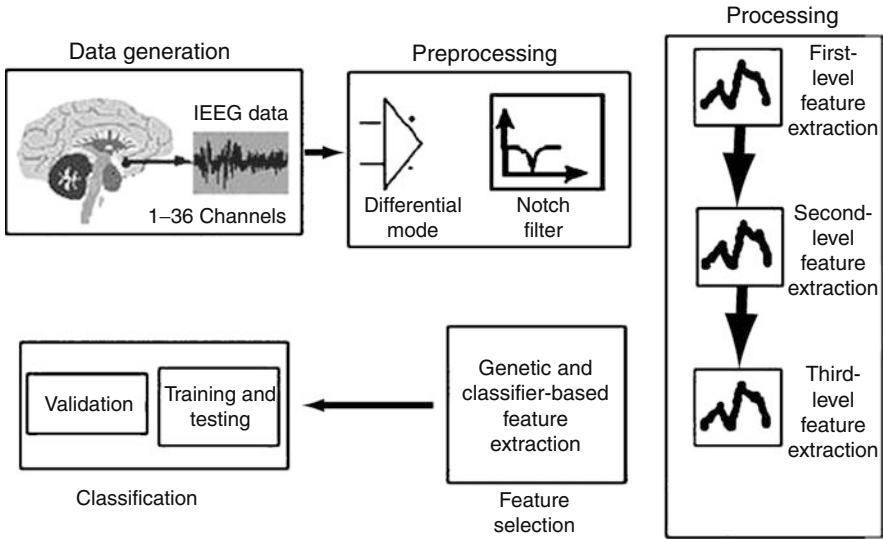 Data generation
IEEG data
1–36 Channels
Preprocessing
Differential
mode
Notch
filter
Processing
First-
level
feature
extraction
Second-
level
feature
extraction
Third-
level
feature
extraction
Genetic and
classifier-based
feature
extraction
Feature
selection
Validation
Training and
testing
Classification